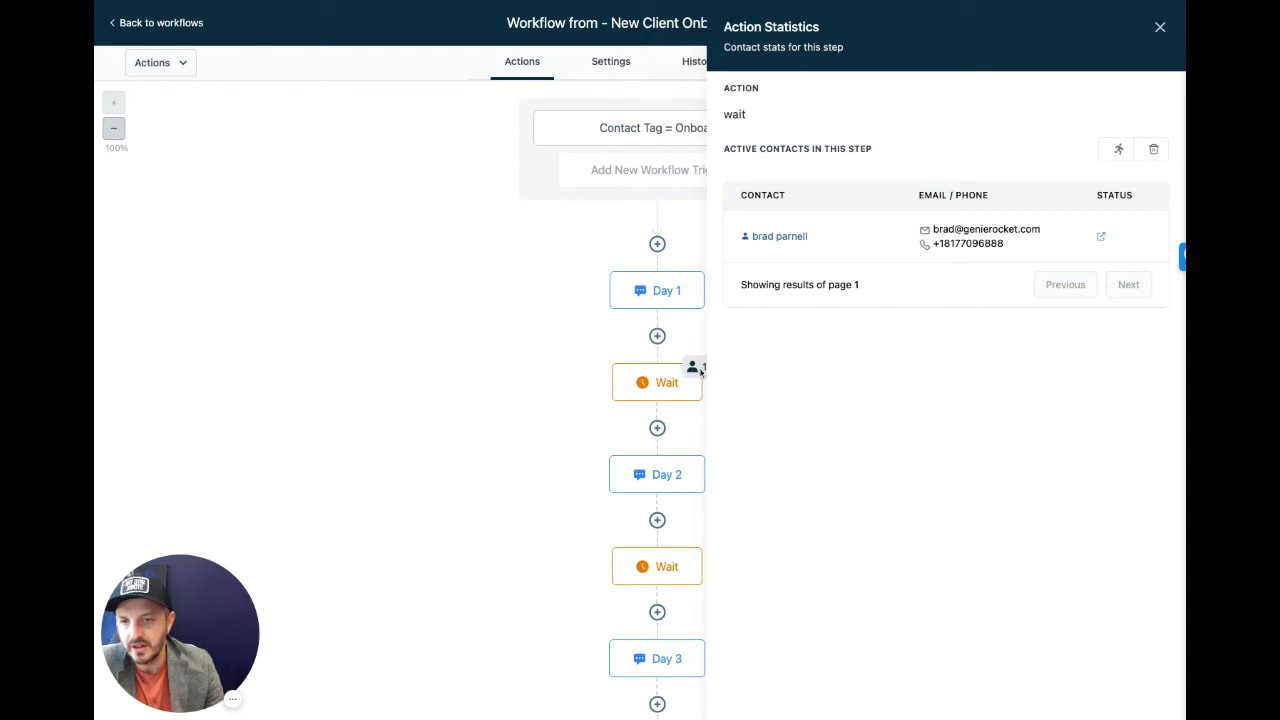 Back to workflows
Workflow from - New Client Onb
Actions
Actions
Settings
Histo
+
−
100%
Contact Tag = Onboa
Add New Workflow Trig
Day 1
Wait
Day 2
Wait
Day 3
Action Statistics
Contact stats for this step
ACTION
wait
ACTIVE CONTACTS IN THIS STEP
CONTACT EMAIL / PHONE STATUS
brad parnell
brad@genierocket.com
+18177096888
Showing results of page 1
Previous
Next